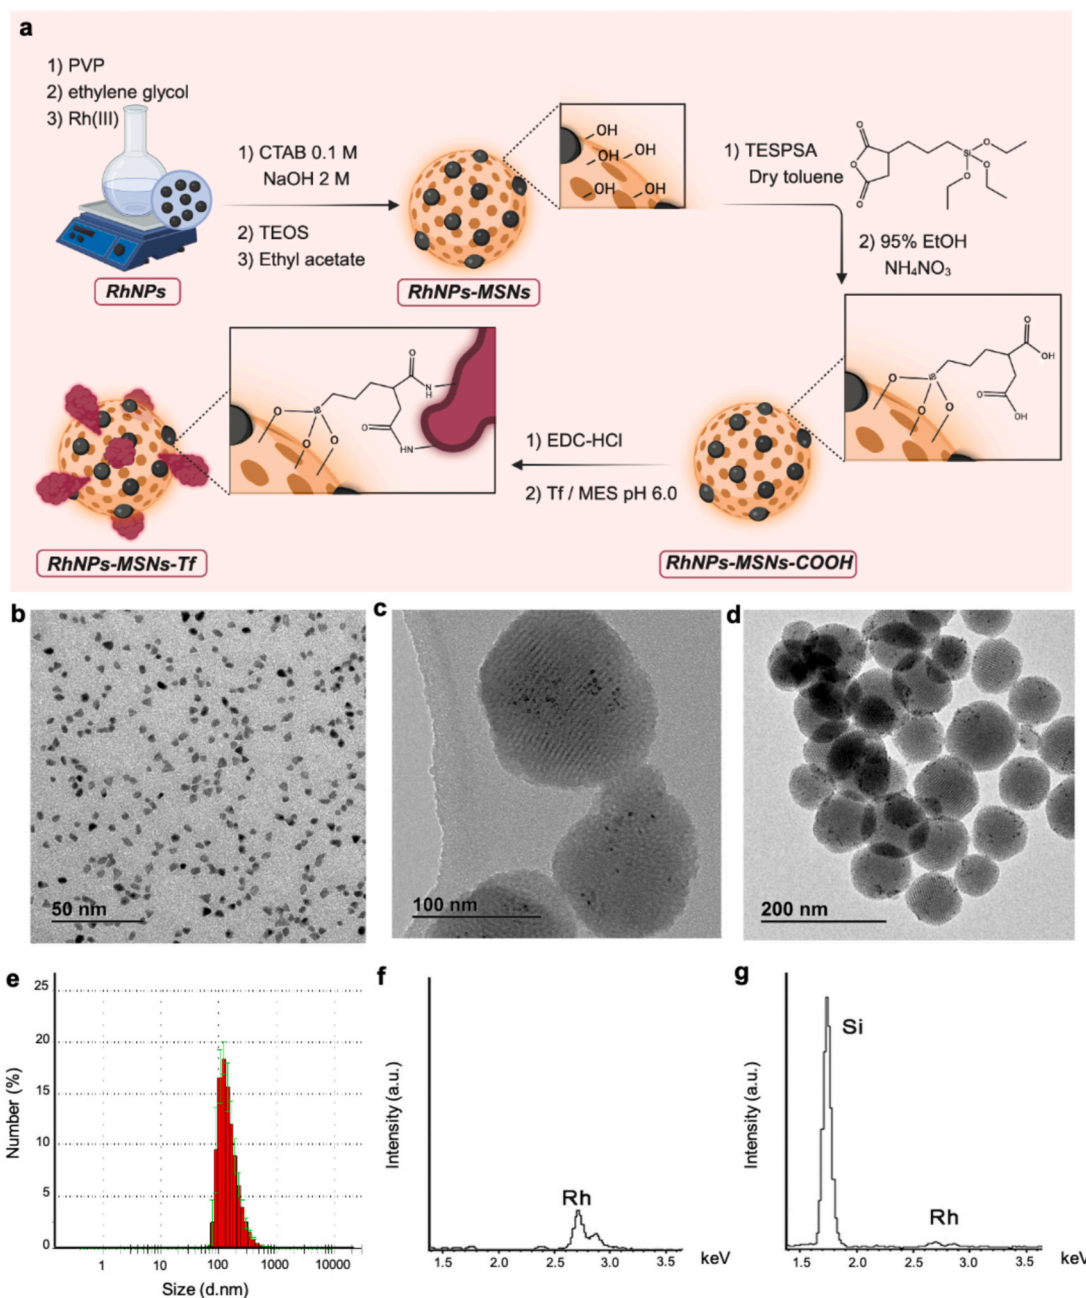 a
1) PVP
2) ethylene glycol
3) Rh(III)
1) CTAB 0.1 M
NaOH 2 M
2) TEOS
3) Ethyl acetate
RhNPs
RhNPs-MSNs
OH
OH
OH
OH
OH
1) TESPSA
Dry toluene
O
O
O
Si
O
O
O
2) 95% EtOH
NH₄NO₃
O
OH
O
OH
O
Si
O
O
RhNPs-MSNs-COOH
1) EDC-HCl
2) Tf / MES pH 6.0
O
N
H
O
HN
O
Si
O
O
RhNPs-MSNs-Tf
b
50 nm
c
100 nm
d
200 nm
e
25
20
15
10
5
0
Number (%)
1
10
100
1000
10000
Size (d.nm)
f
Intensity (a.u.)
Rh
1.5
2.0
2.5
3.0
3.5
keV
g
Intensity (a.u.)
Si
Rh
1.5
2.0
2.5
3.0
3.5
keV